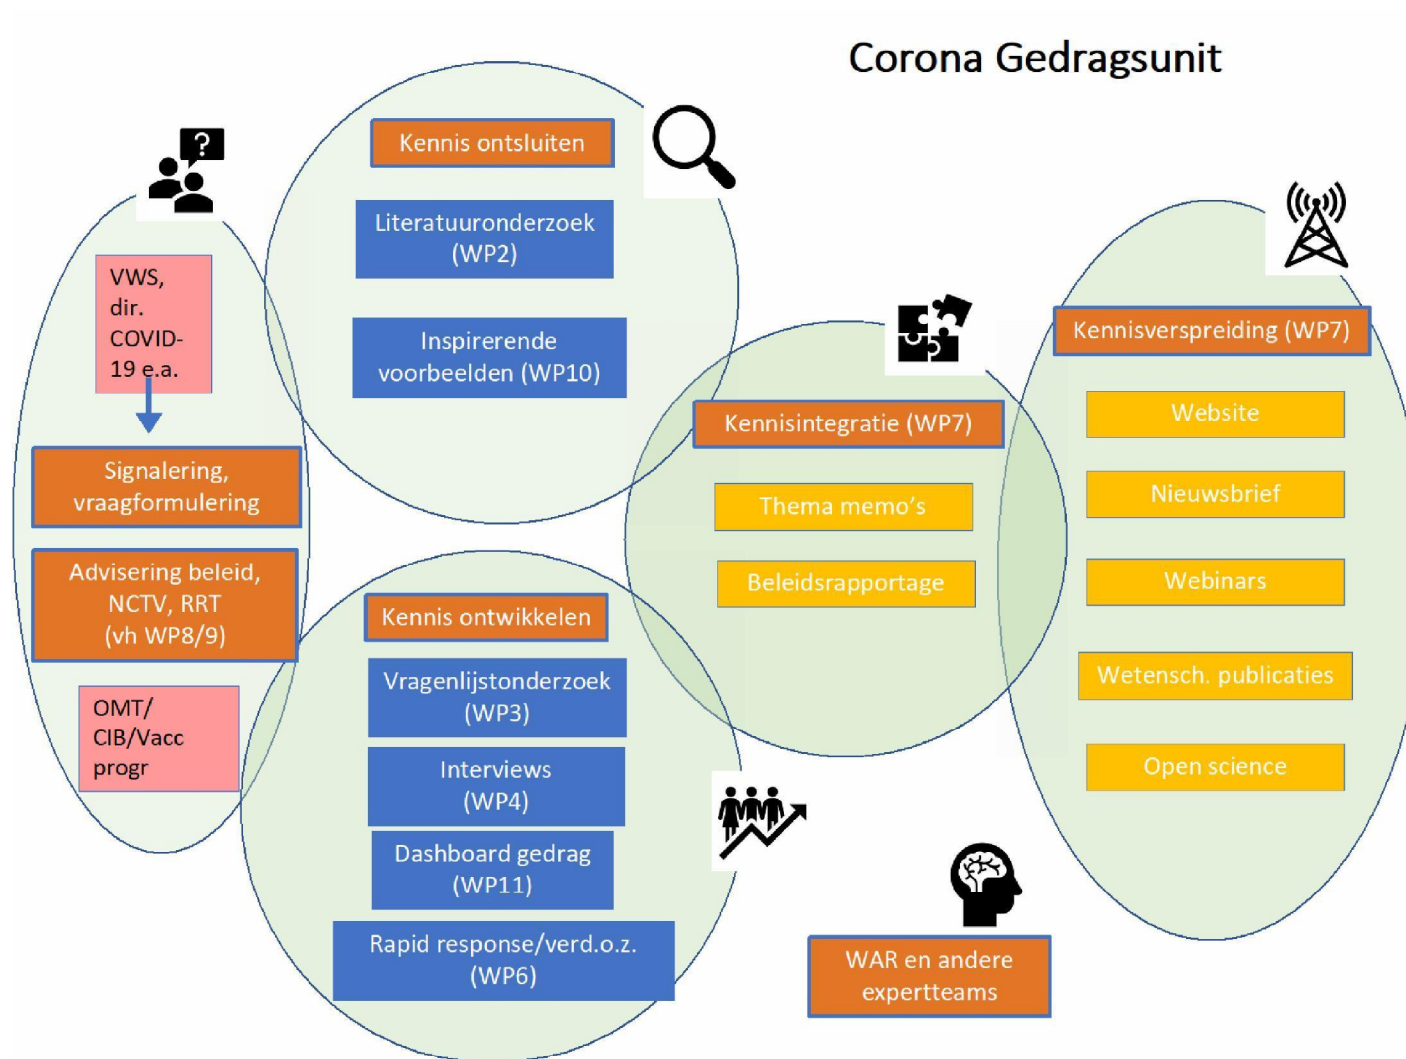 Corona Gedragsunit
?
VWS,
dir.
COVID-
19 e.a.
Signalering,
vraagformulering
Advisering beleid,
NCTV, RRT
(vh WP8/9)
OMT/
CIB/Vacc
progr
Kennis ontsluiten
Literatuuronderzoek
(WP2)
Inspirerende
voorbeelden (WP10)
Kennis ontwikkelen
Vragenlijstonderzoek
(WP3)
Interviews
(WP4)
Dashboard gedrag
(WP11)
Rapid response/verd.o.z.
(WP6)
Kennisintegratie (WP7)
Thema memo's
Beleidsrapportage
Kennisverspreiding (WP7)
Website
Nieuwsbrief
Webinars
Wetensch. publicaties
Open science
WAR en andere
expertteams